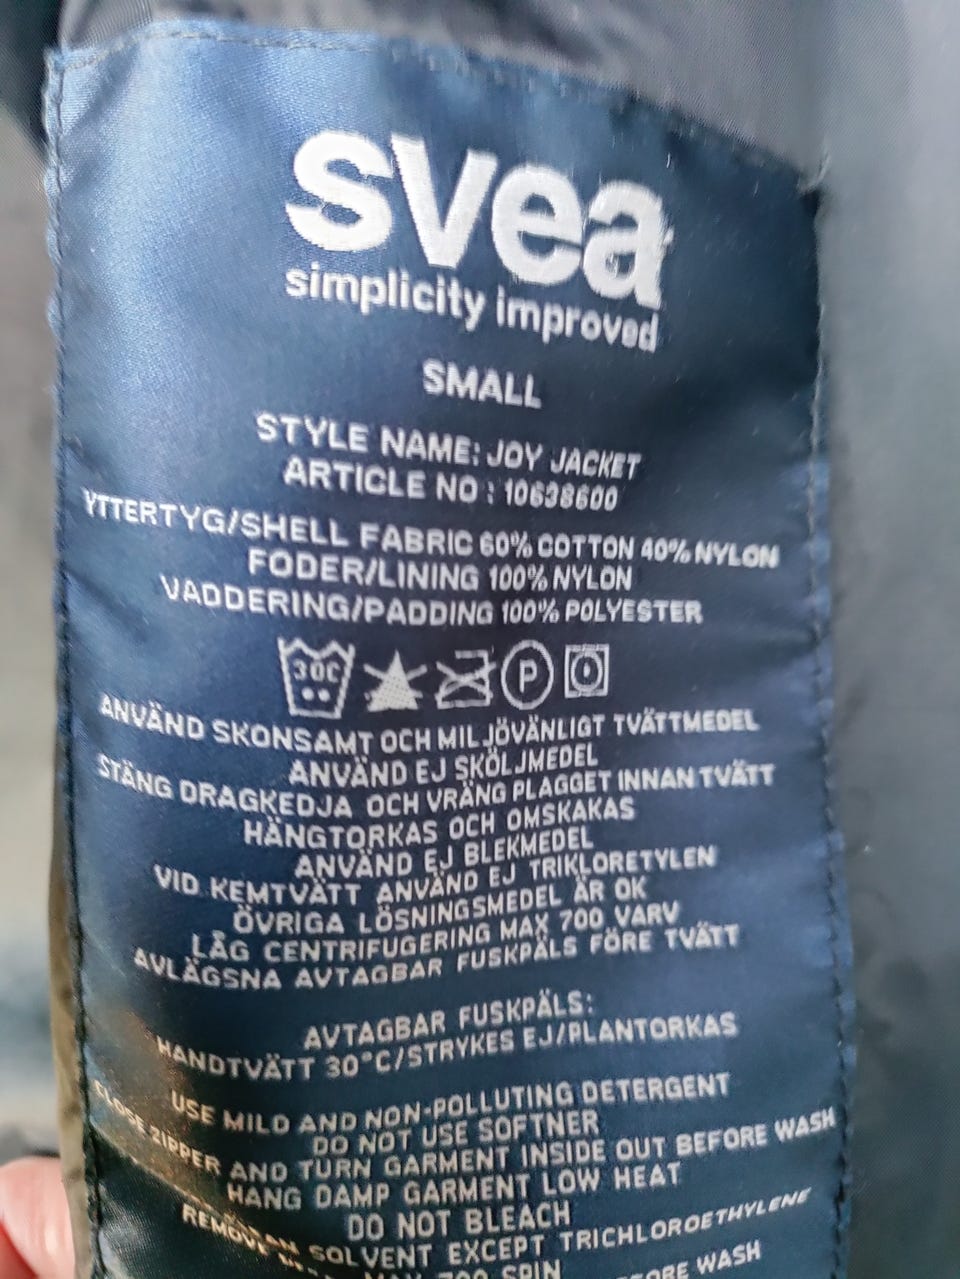 svea
simplicity improved
SMALL
STYLE NAME: JOY JACKET
ARTICLE NO : 10638600
YTTERTYG/SHELL FABRIC 60% COTTON 40% NYLON
FODER/LINING 100% NYLON
VADDERING/PADDING 100% POLYESTER
30C P
ANVÄND SKONSAMT OCH MILJÖVÄNLIGT TVÄTTMEDEL
ANVÄND EJ SKÖLJMEDEL
STÄNG DRAGKEDJA OCH VRÄNG PLAGGET INNAN TVÄTT
HÄNGTORKAS OCH OMSKAKAS
ANVÄND EJ BLEKMEDEL
VID KEMTVÄTT ANVÄND EJ TRIKLORETYLEN
ÖVRIGA LÖSNINGSMEDEL ÄR OK
LÅG CENTRIFUGERING MAX 700 VARV
AVLÄGSNA AVTAGBAR FUSKPÄLS FÖRE TVÄTT
AVTAGBAR FUSKPÄLS:
HANDTVÄTT 30°C/STRYKES EJ/PLANTORKAS
USE MILD AND NON-POLLUTING DETERGENT
DO NOT USE SOFTNER
CLOSE ZIPPER AND TURN GARMENT INSIDE OUT BEFORE WASH
HANG DAMP GARMENT LOW HEAT
DO NOT BLEACH
SOLVENT EXCEPT TRICHLOROETHYLENE
MAX 700 SPIN
REMOVE BEFORE WASH